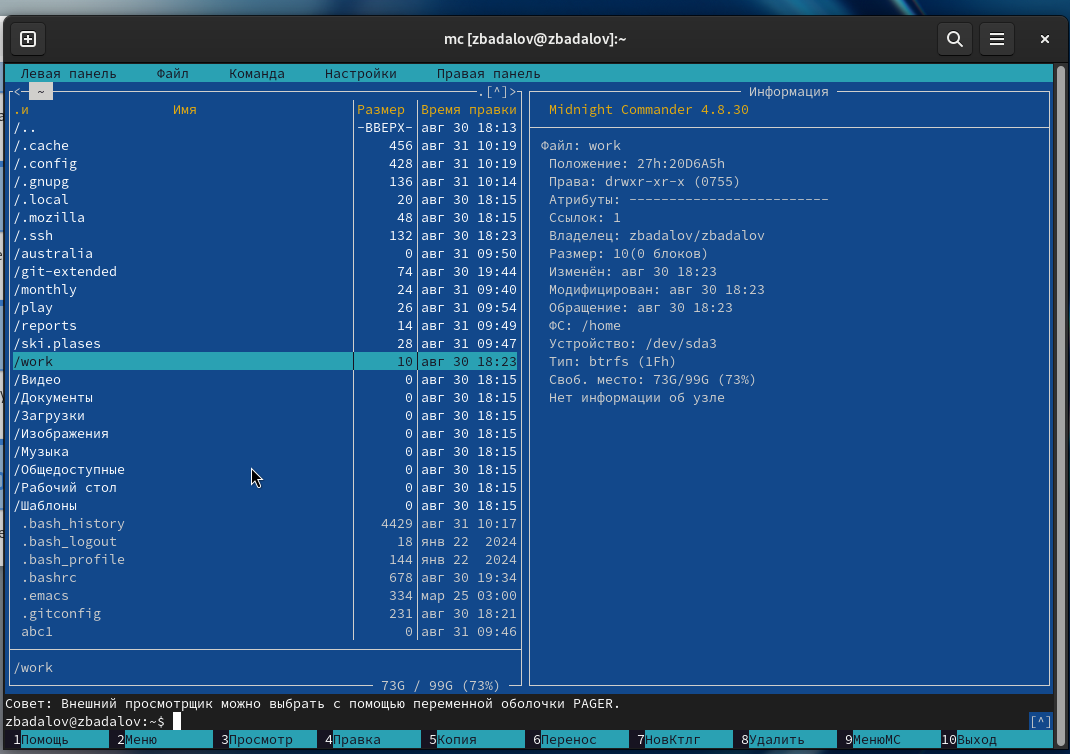 mc [zbadalov@zbadalov]:~
Левая панель Файл Команда Настройки Правая панель
<- ~ .[^]>
.и Имя Размер Время правки
/.. -ВВЕРХ- авг 30 18:13
/.cache 456 авг 31 10:19
/.config 428 авг 31 10:19
/.gnupg 136 авг 31 10:14
/.local 20 авг 30 18:15
/.mozilla 48 авг 30 18:15
/.ssh 132 авг 30 18:23
/australia 0 авг 31 09:50
/git-extended 74 авг 30 19:44
/monthly 24 авг 31 09:40
/play 26 авг 31 09:54
/reports 14 авг 31 09:49
/ski.plases 28 авг 31 09:47
/work 10 авг 30 18:23
/Видео 0 авг 30 18:15
/Документы 0 авг 30 18:15
/Загрузки 0 авг 30 18:15
/Изображения 0 авг 30 18:15
/Музыка 0 авг 30 18:15
/Общедоступные 0 авг 30 18:15
/Рабочий стол 0 авг 30 18:15
/Шаблоны 0 авг 30 18:15
.bash_history 4429 авг 31 10:17
.bash_logout 18 янв 22 2024
.bash_profile 144 янв 22 2024
.bashrc 678 авг 30 19:34
.emacs 334 мар 25 03:00
.gitconfig 231 авг 30 18:21
abc1 0 авг 31 09:46
/work
73G / 99G (73%)
Информация
Midnight Commander 4.8.30
Файл: work
Положение: 27h:20D6A5h
Права: drwxr-xr-x (0755)
Атрибуты: -------------------------
Ссылок: 1
Владелец: zbadalov/zbadalov
Размер: 10(0 блоков)
Изменён: авг 30 18:23
Модифицирован: авг 30 18:23
Обращение: авг 30 18:23
ФС: /home
Устройство: /dev/sda3
Тип: btrfs (1Fh)
Своб. место: 73G/99G (73%)
Нет информации об узле
Совет: Внешний просмотрщик можно выбрать с помощью переменной оболочки PAGER.
zbadalov@zbadalov:~$ [^]
1Помощь 2Меню 3Просмотр 4Правка 5Копия 6Перенос 7НовКтлг 8Удалить 9МенюMC 10Выход